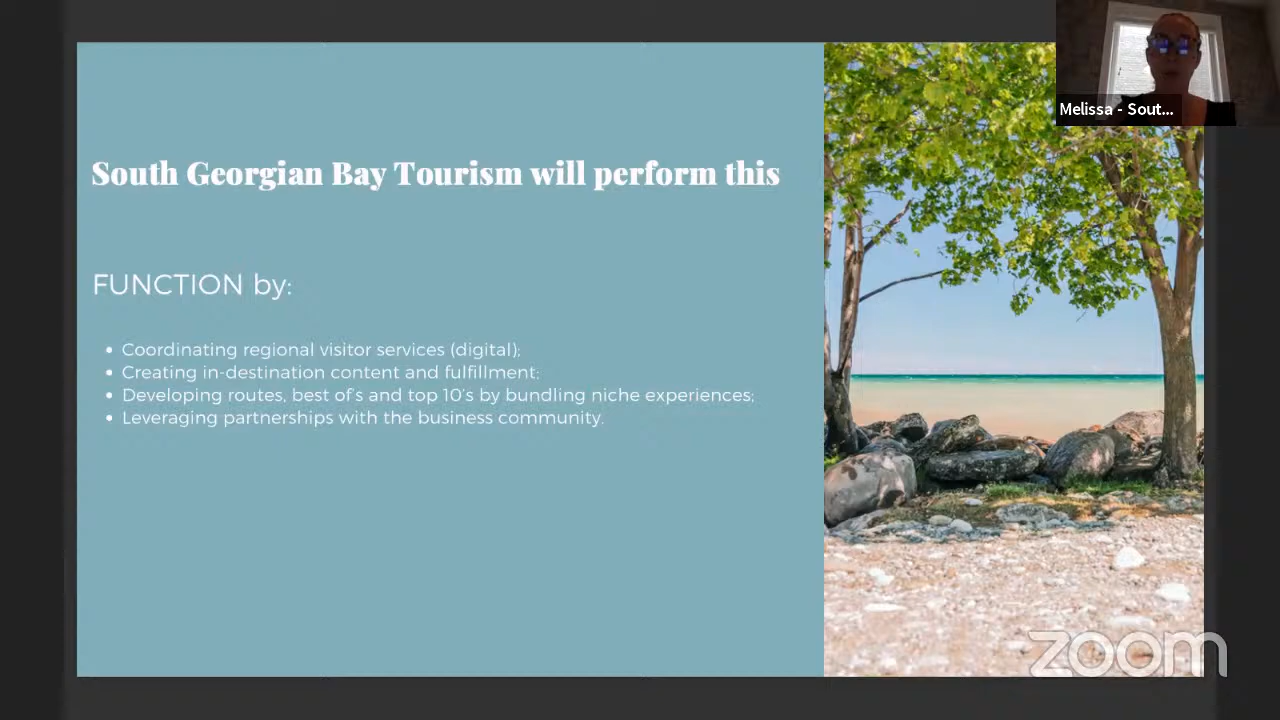 Melissa - Sout...
South Georgian Bay Tourism will perform this
FUNCTION by:
• Coordinating regional visitor services (digital);
• Creating in-destination content and fulfillment;
• Developing routes, best of's and top 10's by bundling niche experiences;
• Leveraging partnerships with the business community.
zoom